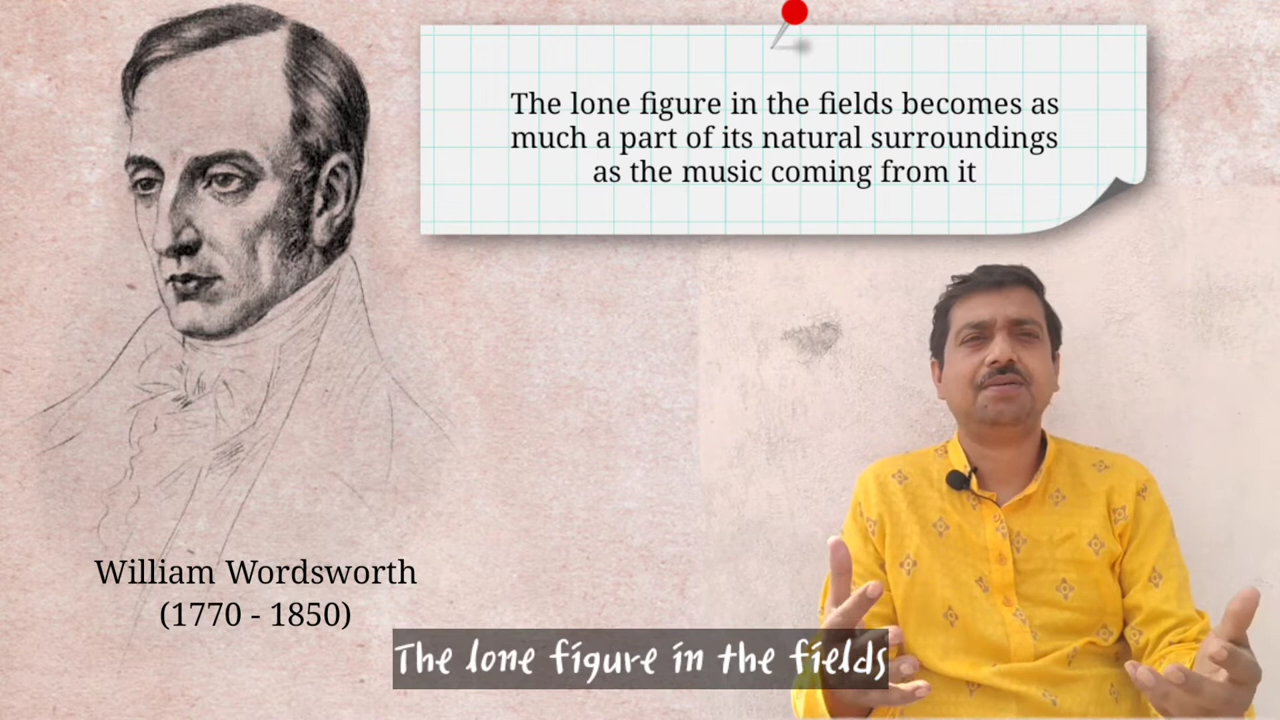 The lone figure in the fields becomes as
much a part of its natural surroundings
as the music coming from it
William Wordsworth
(1770 - 1850)
The lone figure in the fields